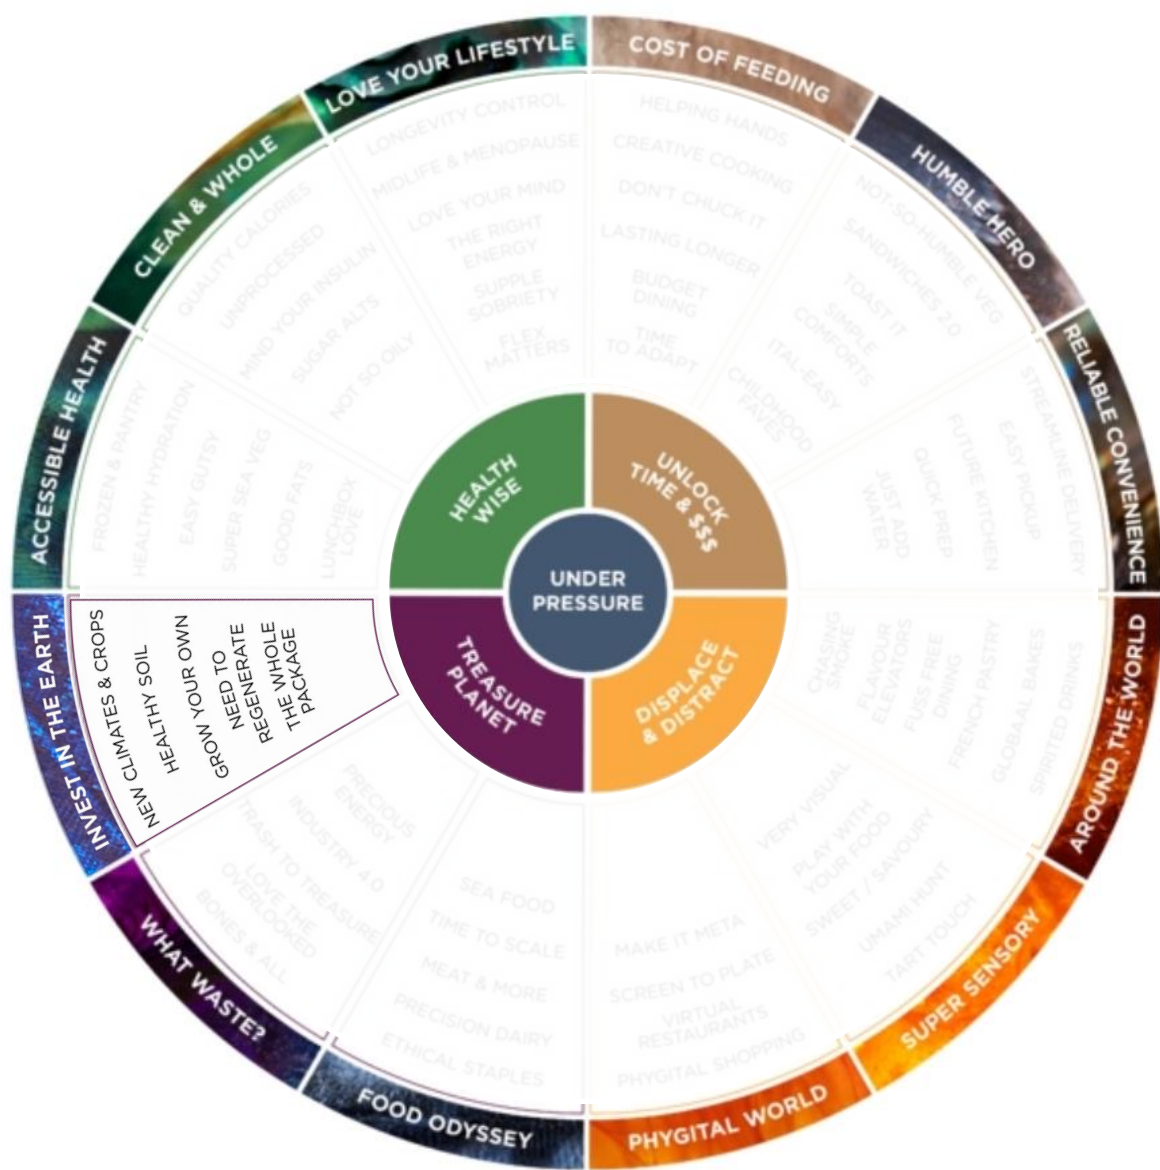 LOVE YOUR LIFESTYLE
LONGEVITY CONTROL
MIDLIFE & MENOPAUSE
LOVE YOUR MIND
THE RIGHT
ENERGY
SUPPLE
SOBRIETY
FLEX
MATTERS
COST OF FEEDING
HELPING HANDS
CREATIVE COOKING
DON'T CHUCK IT
LASTING LONGER
BUDGET
DINING
TIME
TO ADAPT
HUMBLE HERO
NOT-SO-HUMBLE VEG
SANDWICHES 2.0
TOAST IT
SIMPLE
COMFORTS
ITAL-EASY
CHILDHOOD
FAVES
RELIABLE CONVENIENCE
STREAMLINE DELIVERY
EASY PICKUP
FUTURE KITCHEN
QUICK PREP
JUST ADD
WATER
AROUND THE WORLD
SPIRITED DRINKS
GLOBAAL BAKES
FRENCH PASTRY
FUSS-FREE
DINING
FLAVOUR
ELEVATIONS
CHASING
SMOKE
SUPER SENSORY
TART TOUCH
UMAMI HUNT
SWEET / SAVOURY
PLAY WITH
YOUR FOOD
VERY VISUAL
PHYGITAL WORLD
PHYGITAL SHOPPING
VIRTUAL
RESTAURANTS
SCREEN TO PLATE
MAKE IT META
FOOD ODYSSEY
ETHICAL STAPLES
PRECISION DAIRY
MEAT & MORE
TIME TO SCALE
SEA FOOD
WHAT WASTE?
BONES & ALL
LOVE THE
OVERLOOKED
TRASH TO TREASURE
INDUSTRY 4.0
PRECIOUS
ENERGY
INVEST IN THE EARTH
NEW CLIMATES & CROPS
HEALTHY SOIL
GROW YOUR OWN
NEED TO
REGENERATE
THE WHOLE
PACKAGE
ACCESSIBLE HEALTH
FROZEN & PANTRY
HEALTHY HYDRATION
EASY GUTSY
SUPER SEA VEG
GOOD FATS
LUNCHBOX
LOVE
CLEAN & WHOLE
QUALITY CALORIES
UNPROCESSED
MIND YOUR INSULIN
SUGAR ALTS
NOT SO OILY
HEALTH
WISE
UNLOCK
TIME & $$$
UNDER
PRESSURE
TREASURE
PLANET
DISPLACE
& DISTRACT